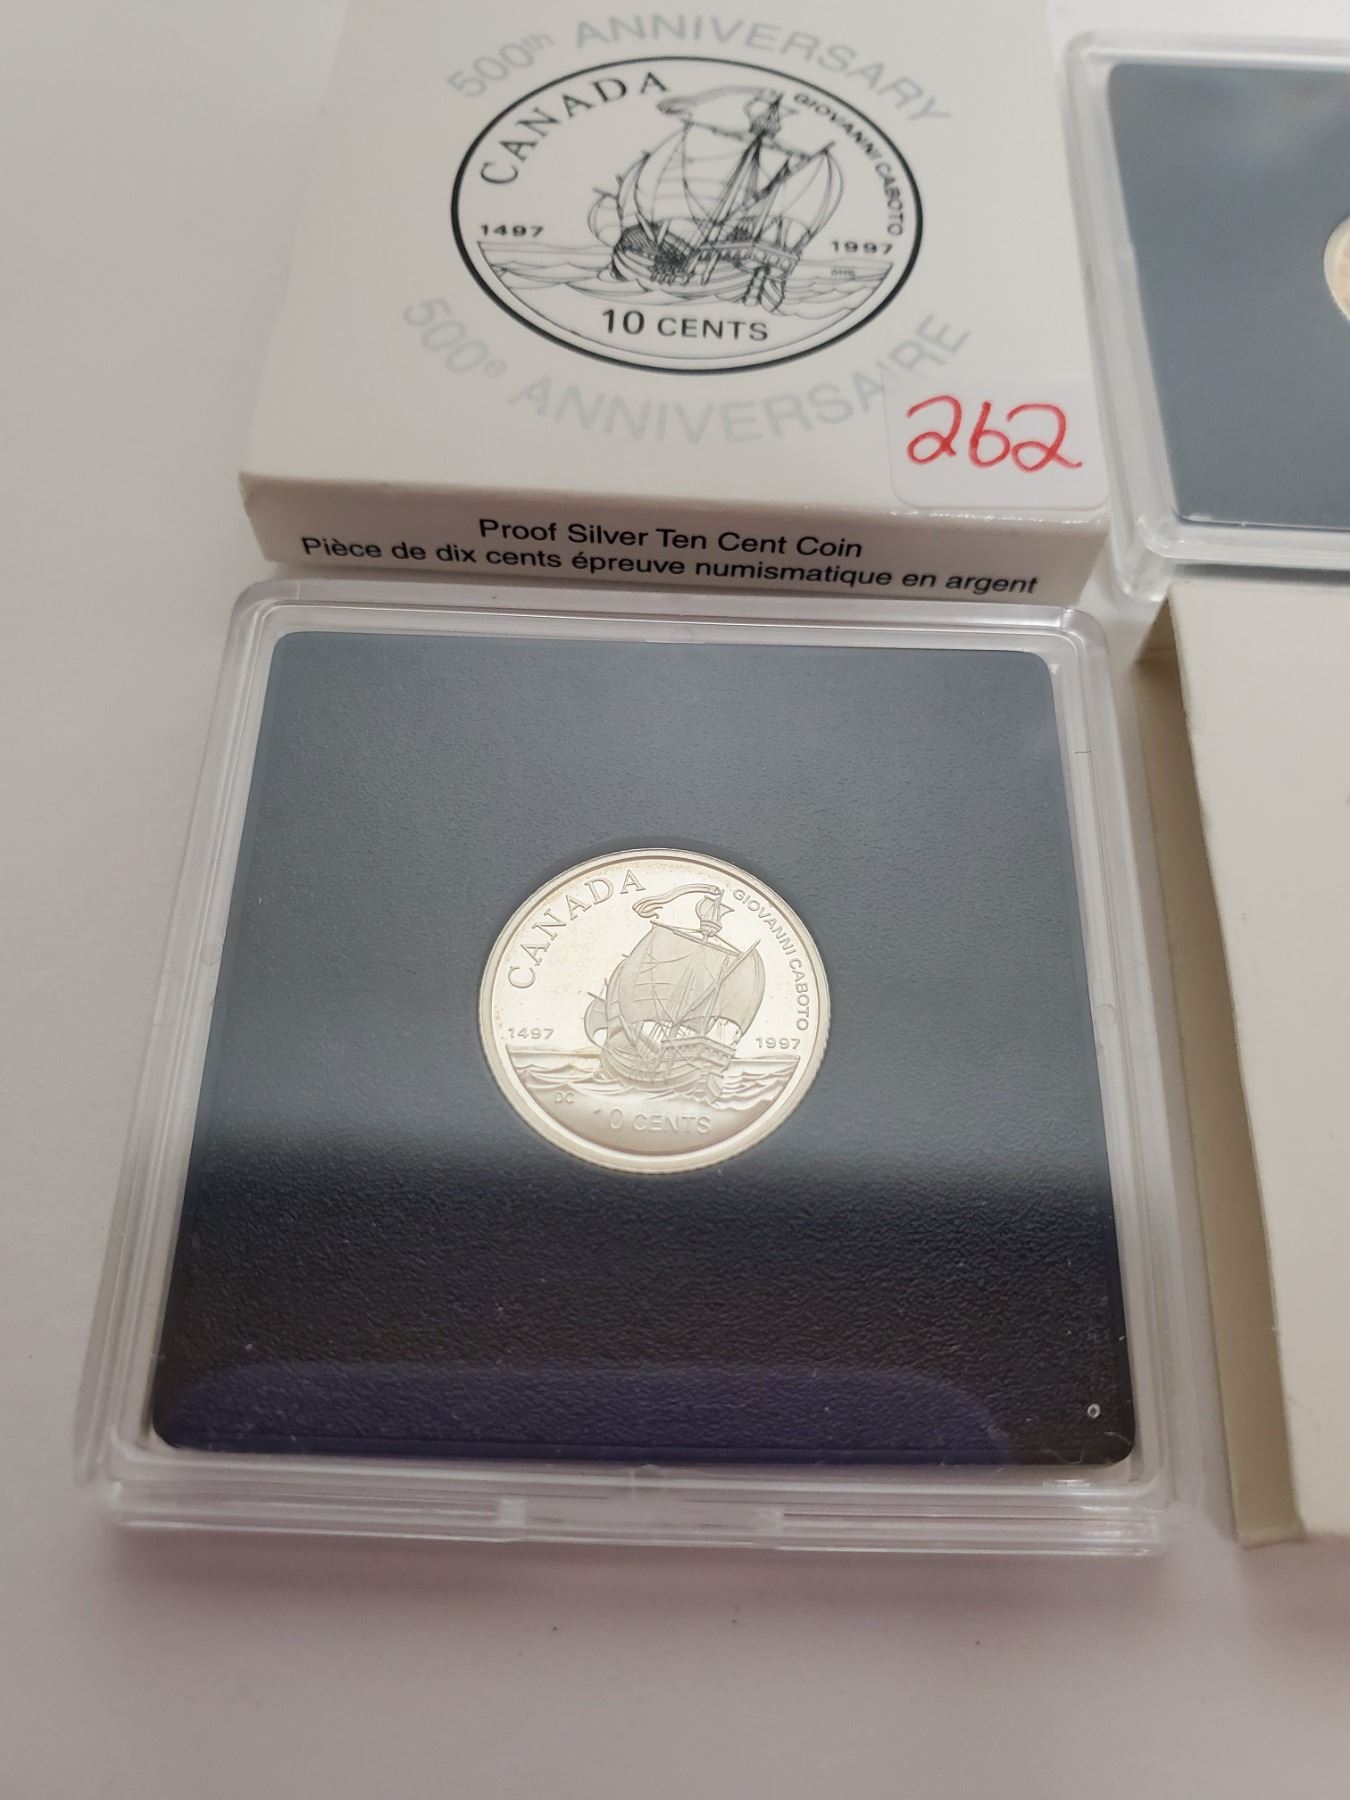 500th ANNIVERSARY
CANADA
GIOVANNI CABOTO
1497
1997
10 CENTS
500e ANNIVERSAIRE
262
Proof Silver Ten Cent Coin
Pièce de dix cents épreuve numismatique en argent
CANADA
GIOVANNI CABOTO
1497
1997
DC
10 CENTS